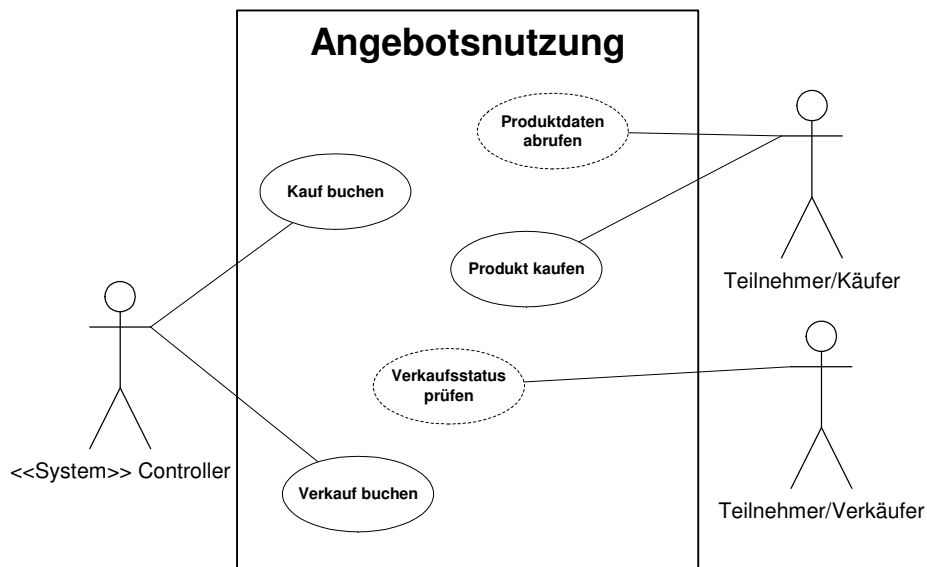 Angebotsnutzung
Produktdaten
abrufen
Kauf buchen
Produkt kaufen
Teilnehmer/Käufer
Verkaufsstatus
prüfen
<<System>> Controller
Verkauf buchen
Teilnehmer/Verkäufer